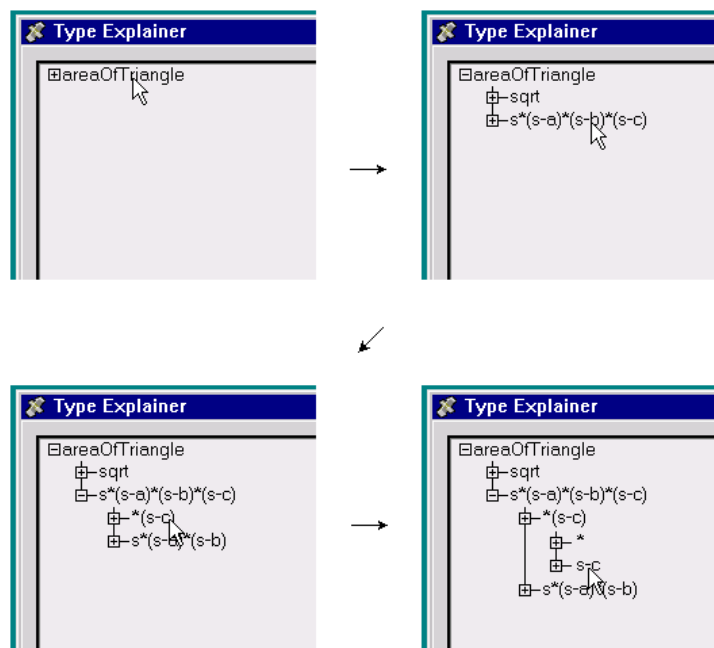 Type Explainer
areaOfTriangle
Type Explainer
areaOfTriangle
sqrt
s*(s-a)*(s-b)*(s-c)
Type Explainer
areaOfTriangle
sqrt
s*(s-a)*(s-b)*(s-c)
*(s-c)
s*(s-a)*(s-b)
Type Explainer
areaOfTriangle
sqrt
s*(s-a)*(s-b)*(s-c)
*(s-c)
*
s-c
s*(s-a)*(s-b)